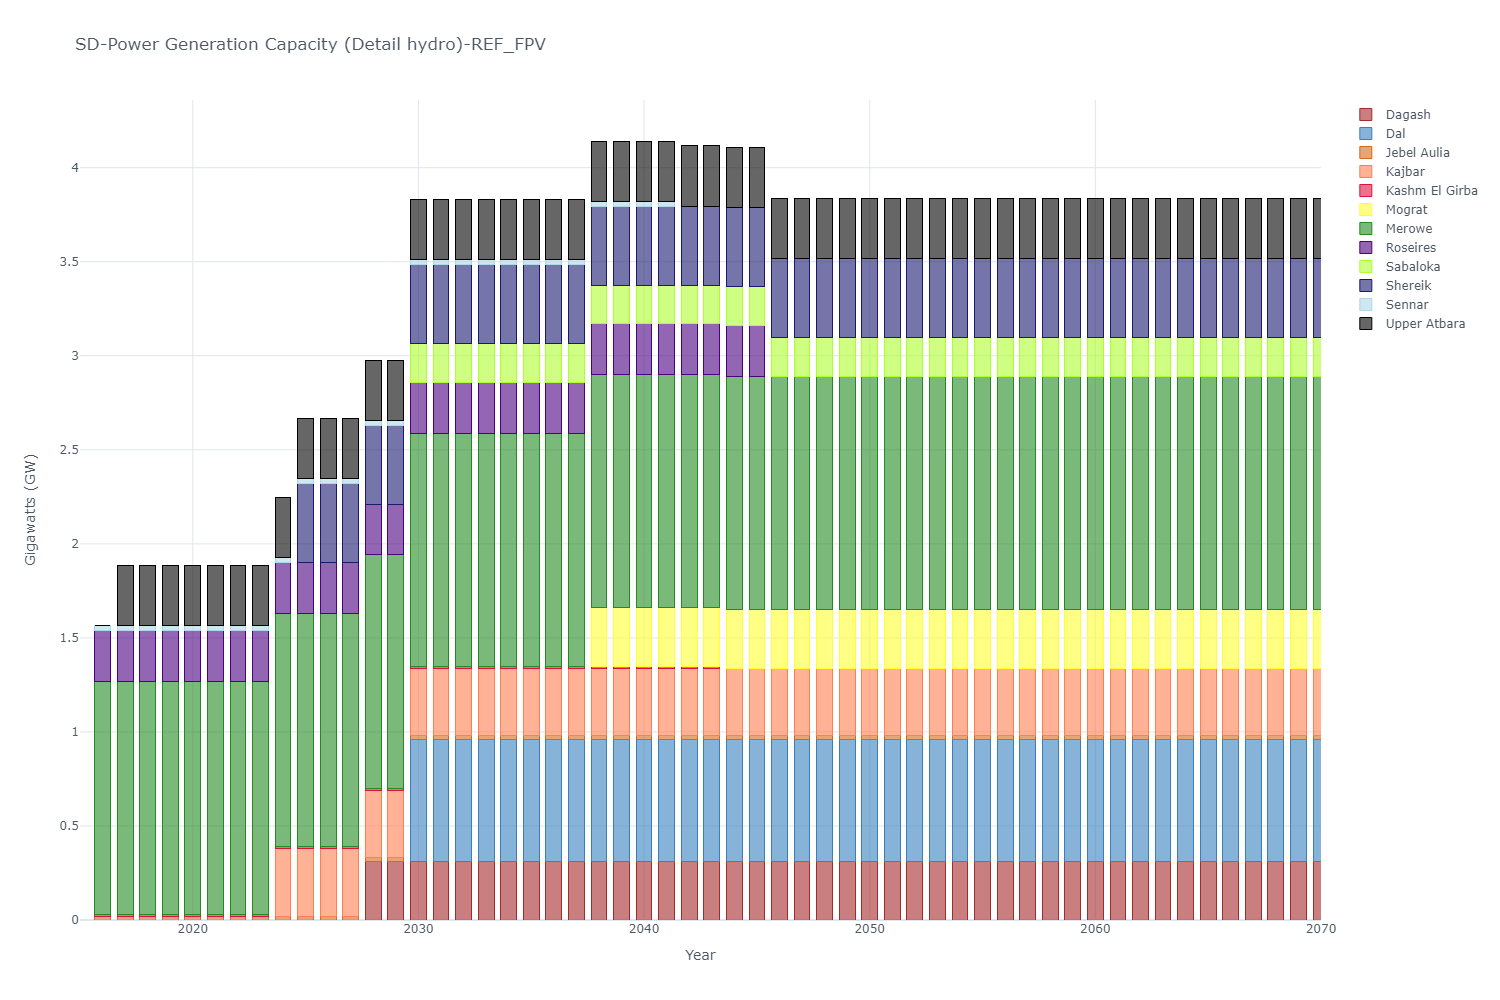 SD-Power Generation Capacity (Detail hydro)-REF_FPV
Dagash
Dal
Jebel Aulia
Kajbar
Kashm El Girba
Mograt
Merowe
Roseires
Sabaloka
Shereik
Sennar
Upper Atbara
4
3.5
3
2.5
2
1.5
1
0.5
0
Gigawatts (GW)
2020 2030 2040 2050 2060 2070
Year